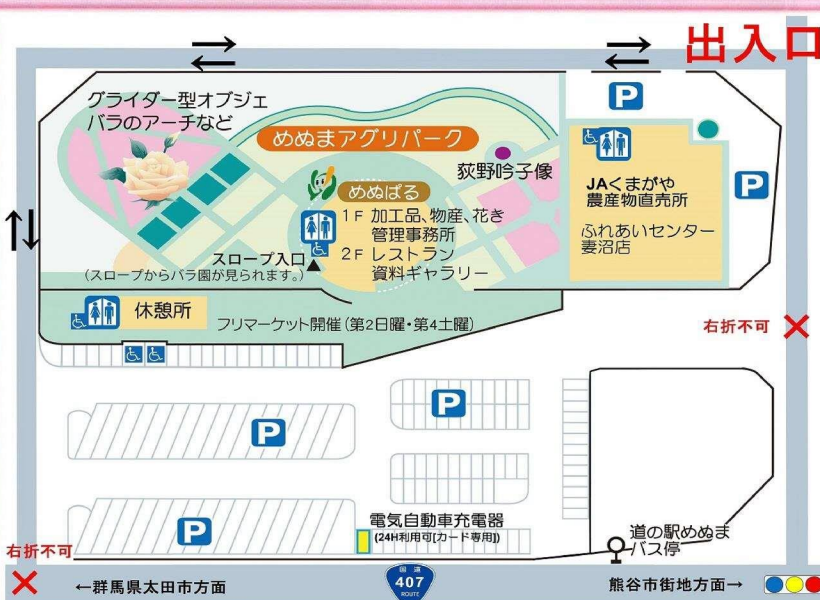 出入口
グライダー型オブジェ
バラのアーチなど
めぬまアグリパーク
荻野吟子像
めぬぱる
1F 加工品、物産、花き
管理事務所
2F レストラン
資料ギャラリー
スロープ入口
(スロープからバラ園が見られます。)
P
JAくまがや
農産物直売所
ふれあいセンター
妻沼店
P
休憩所
フリマーケット開催(第2日曜・第4土曜)
右折不可
P
P
P
電気自動車充電器
(24H利用可[カード専用])
道の駅めぬま
バス停
右折不可
←群馬県太田市方面
国道
407
ROUTE
熊谷市街地方面→